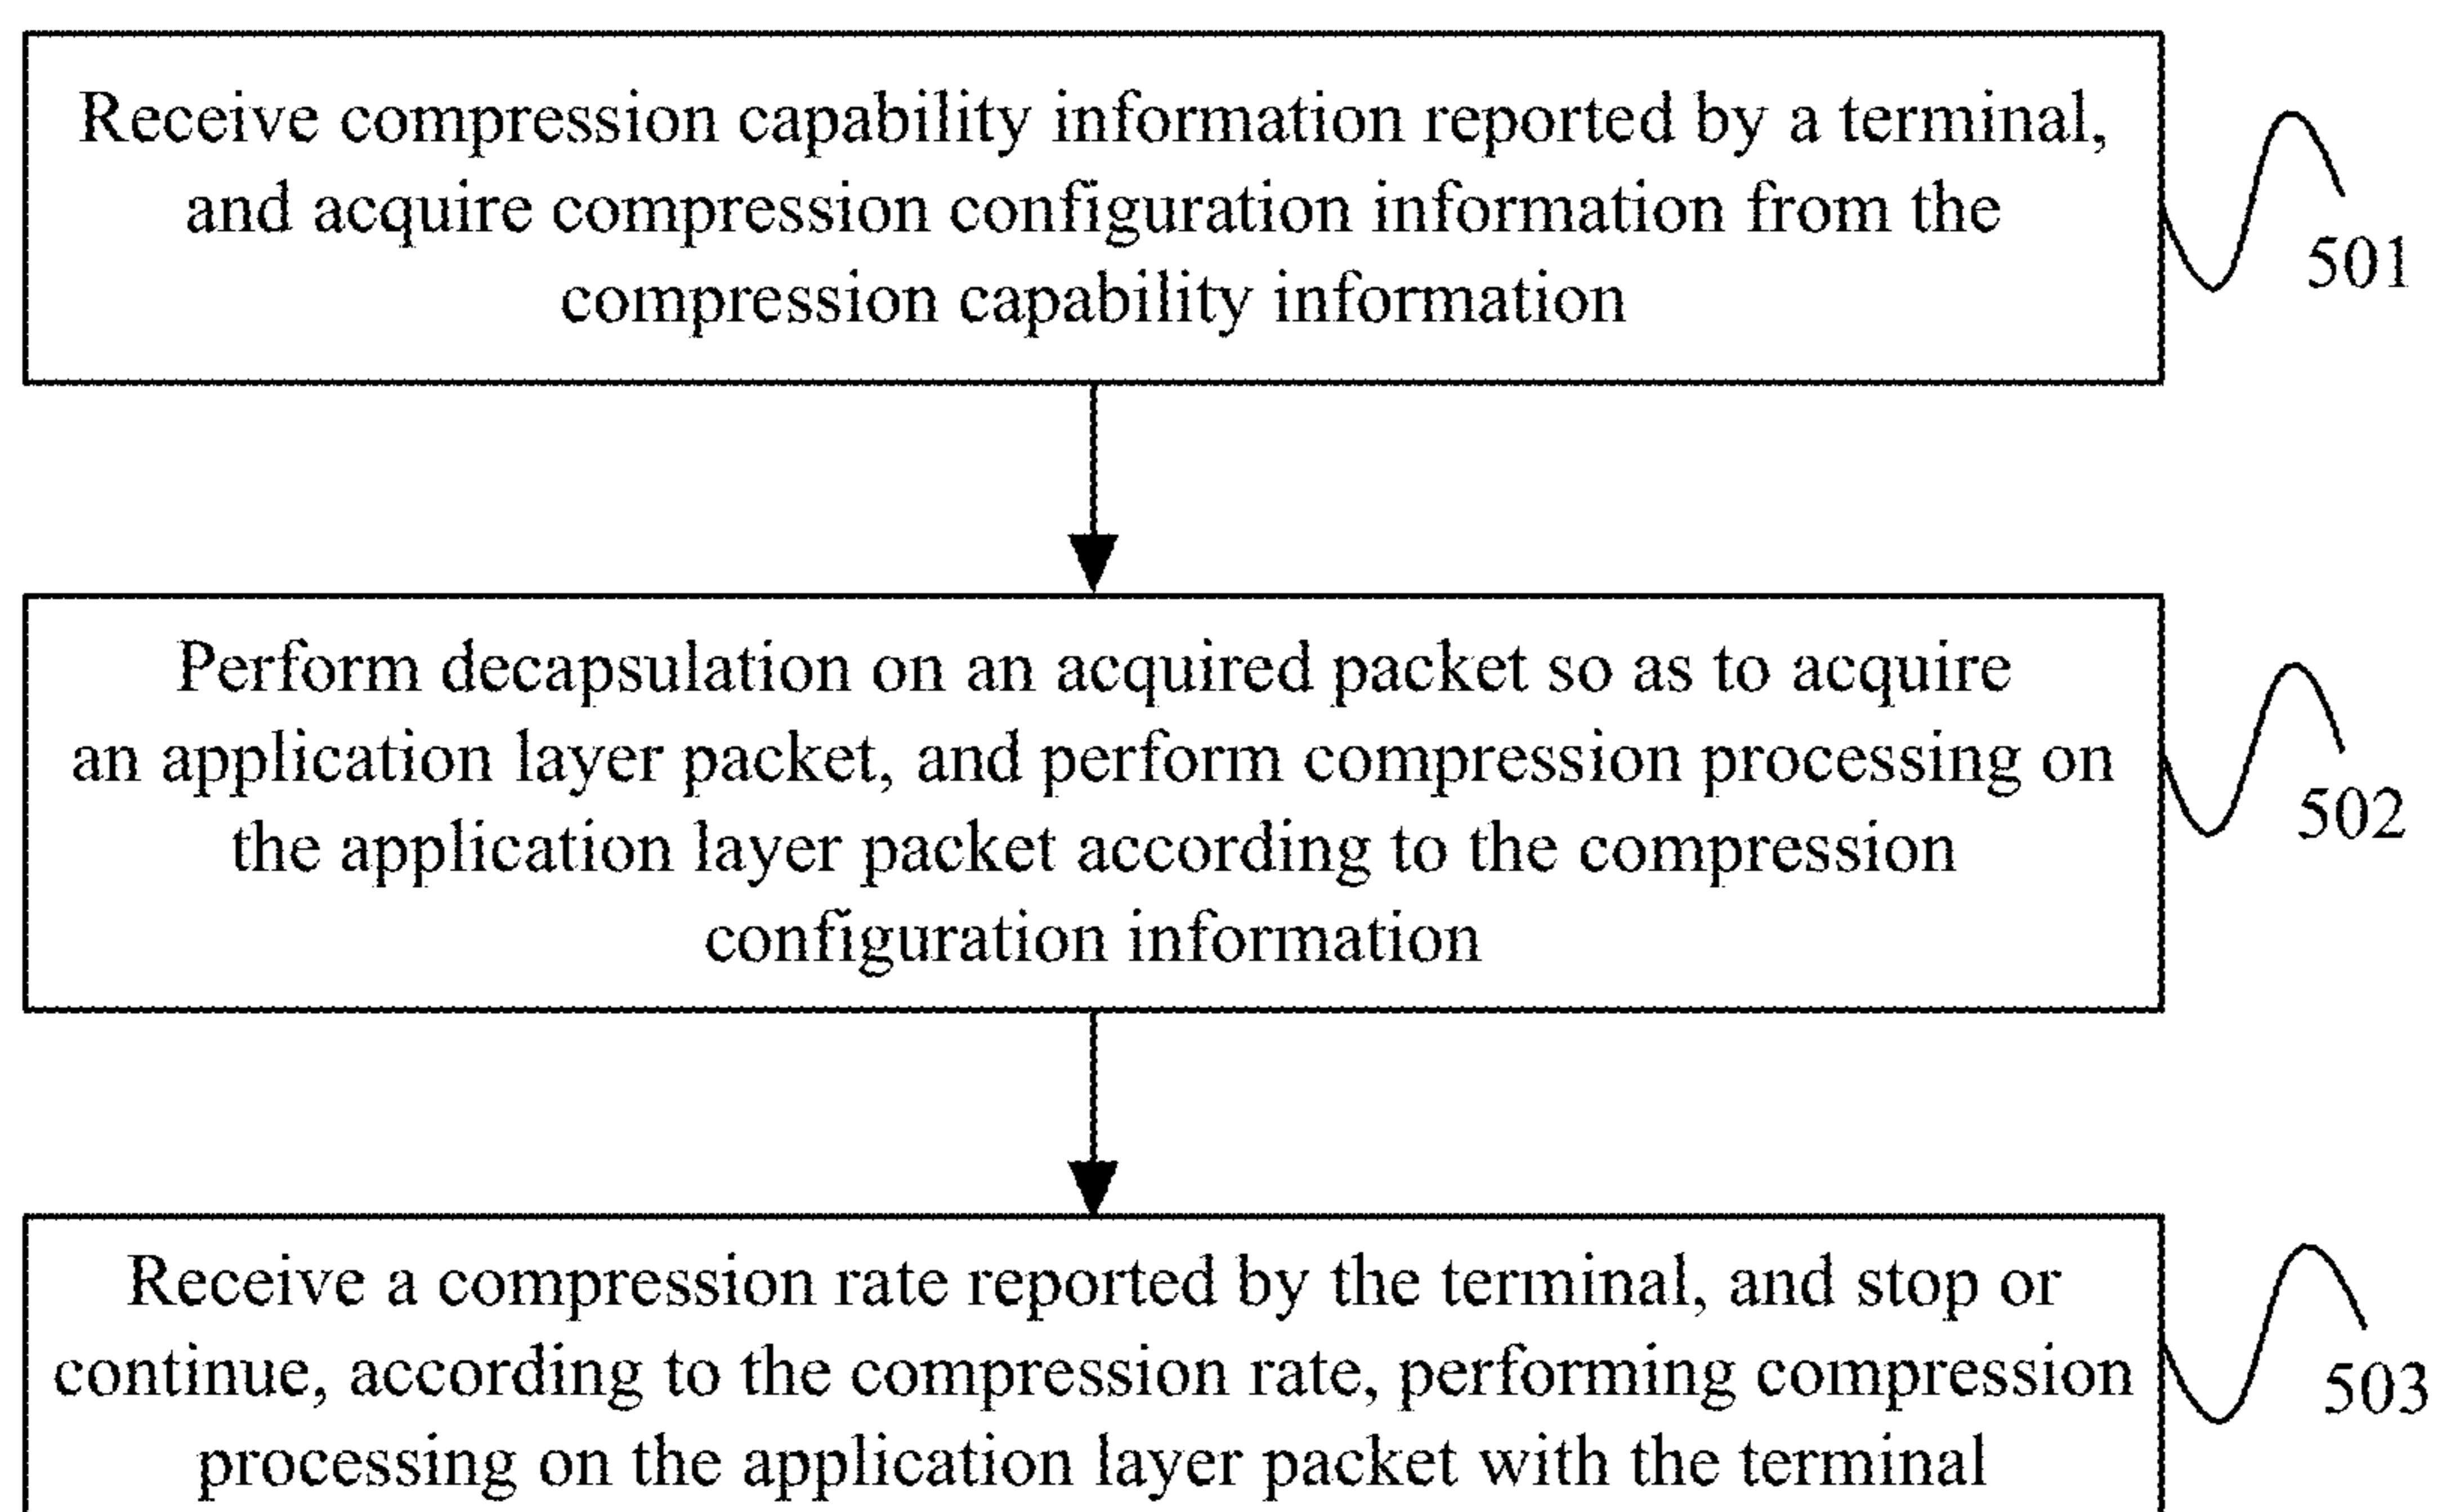 Receive compression capability information reported by a terminal,
and acquire compression configuration information from the
compression capability information
501
Perform decapsulation on an acquired packet so as to acquire
an application layer packet, and perform compression processing on
the application layer packet according to the compression
configuration information
502
Receive a compression rate reported by the terminal, and stop or
continue, according to the compression rate, performing compression
processing on the application layer packet with the terminal
503